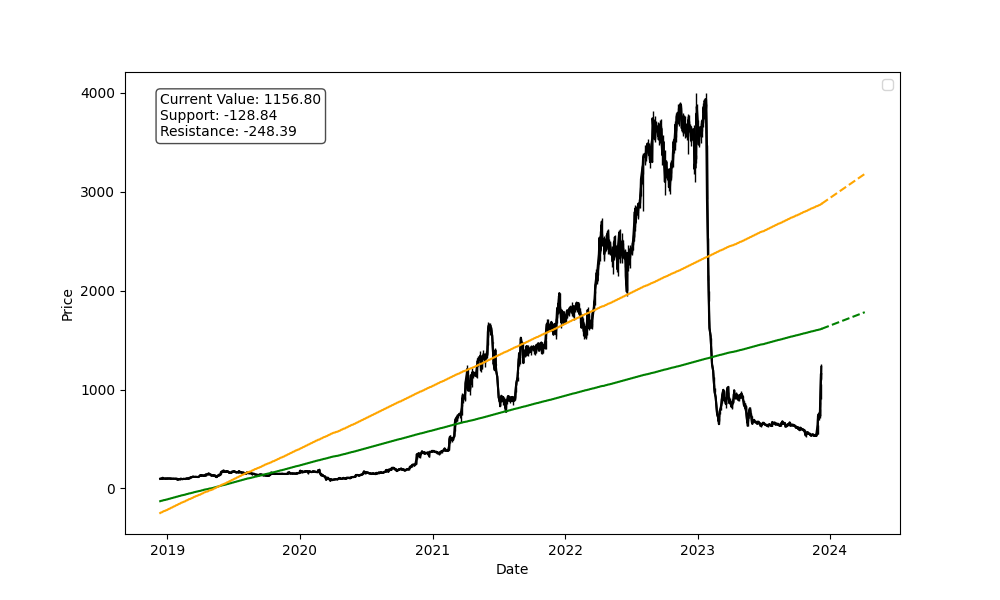 Current Value: 1156.80
Support: -128.84
Resistance: -248.39
4000
3000
2000
1000
0
Price
2019 2020 2021 2022 2023 2024
Date